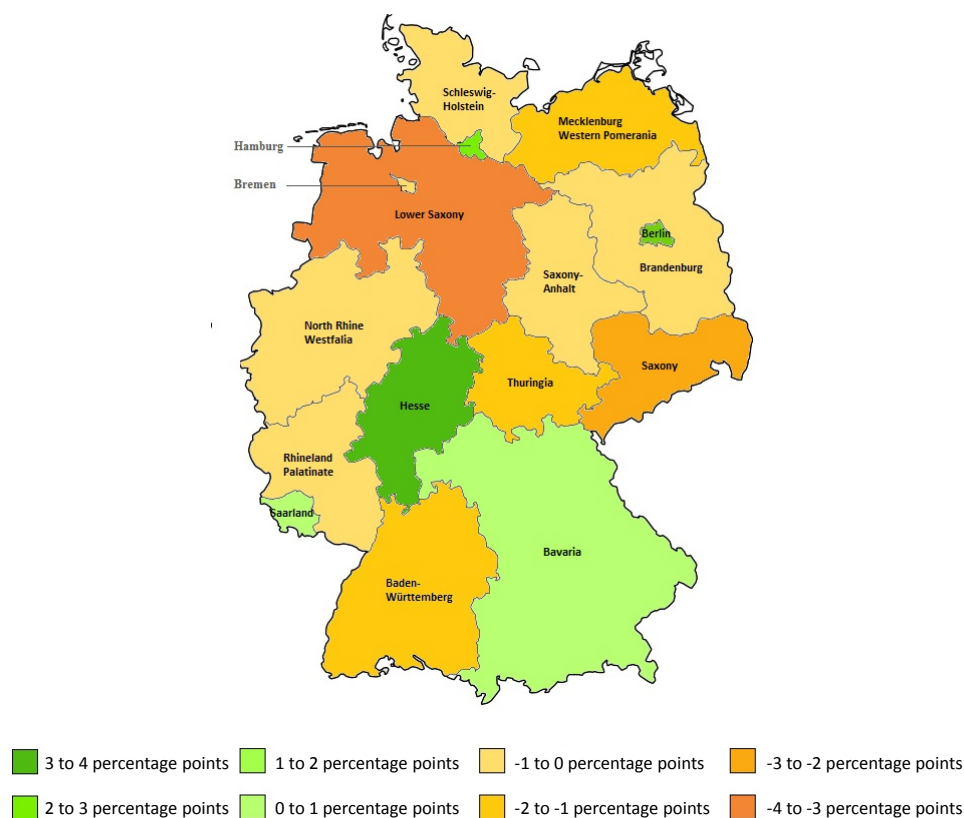 Schleswig-
Holstein
Mecklenburg
Western Pomerania
Hamburg
Bremen
Lower Saxony
Berlin
Brandenburg
Saxony-
Anhalt
North Rhine
Westfalia
Saxony
Thuringia
Hesse
Rhineland
Palatinate
Saarland
Bavaria
Baden-
Württemberg
3 to 4 percentage points
1 to 2 percentage points
-1 to 0 percentage points
-3 to -2 percentage points
2 to 3 percentage points
0 to 1 percentage points
-2 to -1 percentage points
-4 to -3 percentage points